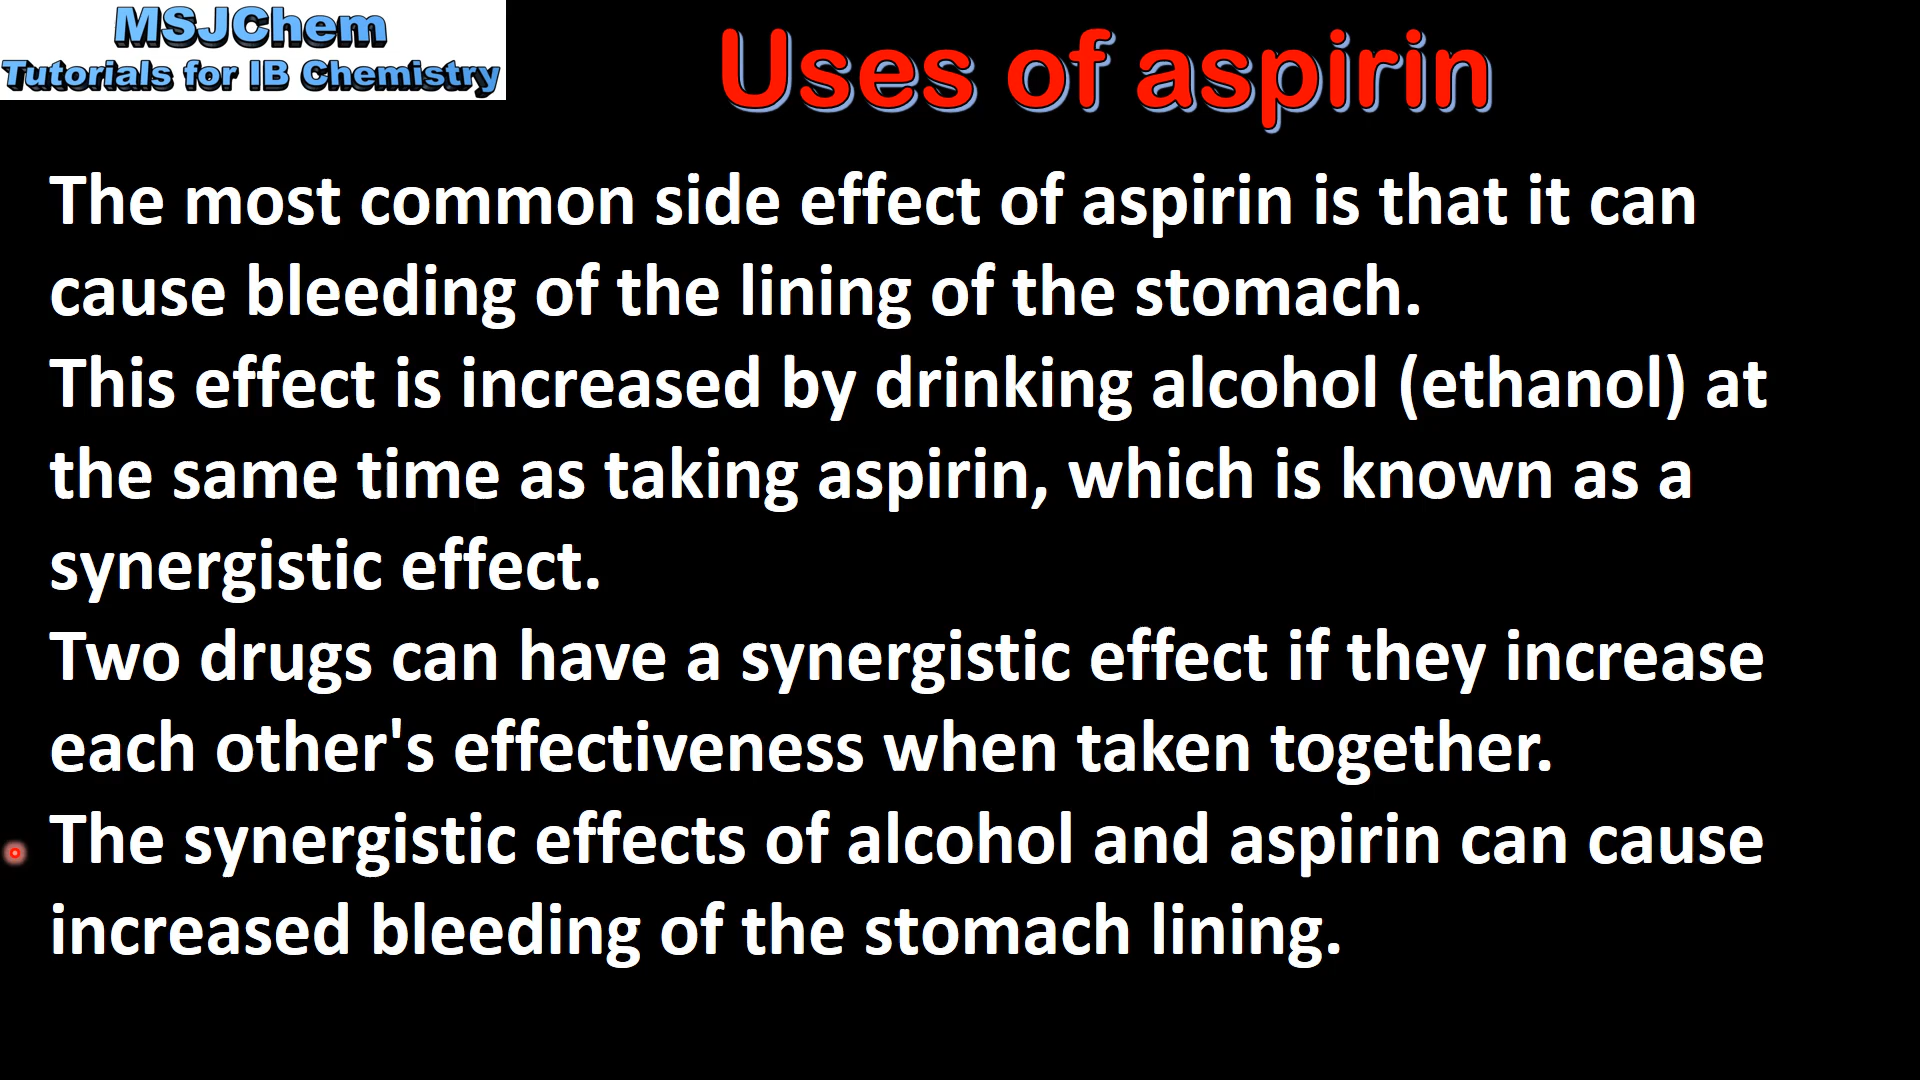 MSJChem
Tutorials for IB Chemistry
Uses of aspirin
The most common side effect of aspirin is that it can
cause bleeding of the lining of the stomach.
This effect is increased by drinking alcohol (ethanol) at
the same time as taking aspirin, which is known as a
synergistic effect.
Two drugs can have a synergistic effect if they increase
each other's effectiveness when taken together.
The synergistic effects of alcohol and aspirin can cause
increased bleeding of the stomach lining.